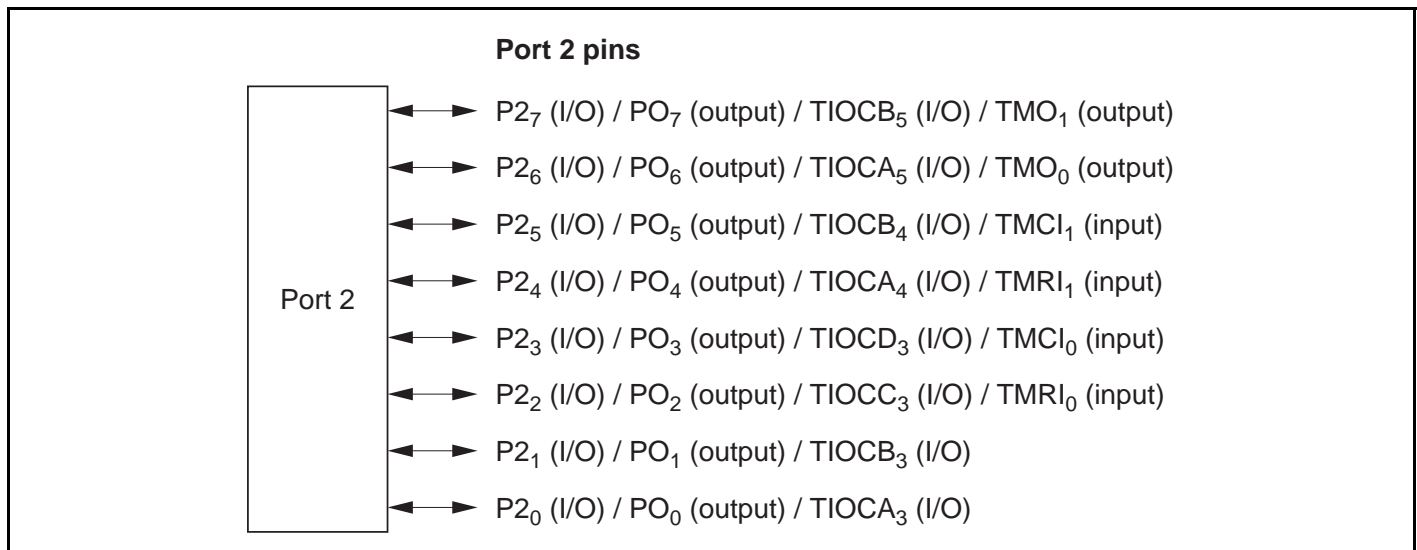 Port 2 pins
P2₇ (I/O) / PO₇ (output) / TIOCB₅ (I/O) / TMO₁ (output)
P2₆ (I/O) / PO₆ (output) / TIOCA₅ (I/O) / TMO₀ (output)
P2₅ (I/O) / PO₅ (output) / TIOCB₄ (I/O) / TMCI₁ (input)
P2₄ (I/O) / PO₄ (output) / TIOCA₄ (I/O) / TMRI₁ (input)
Port 2
P2₃ (I/O) / PO₃ (output) / TIOCD₃ (I/O) / TMCI₀ (input)
P2₂ (I/O) / PO₂ (output) / TIOCC₃ (I/O) / TMRI₀ (input)
P2₁ (I/O) / PO₁ (output) / TIOCB₃ (I/O)
P2₀ (I/O) / PO₀ (output) / TIOCA₃ (I/O)